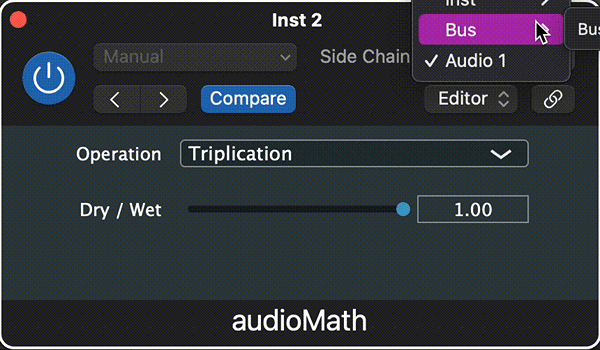 Inst
Inst 2
Bus
Bus
Manual
Side Chain
✓ Audio 1
Compare
Editor
Operation
Triplication
Dry / Wet
1.00
audioMath